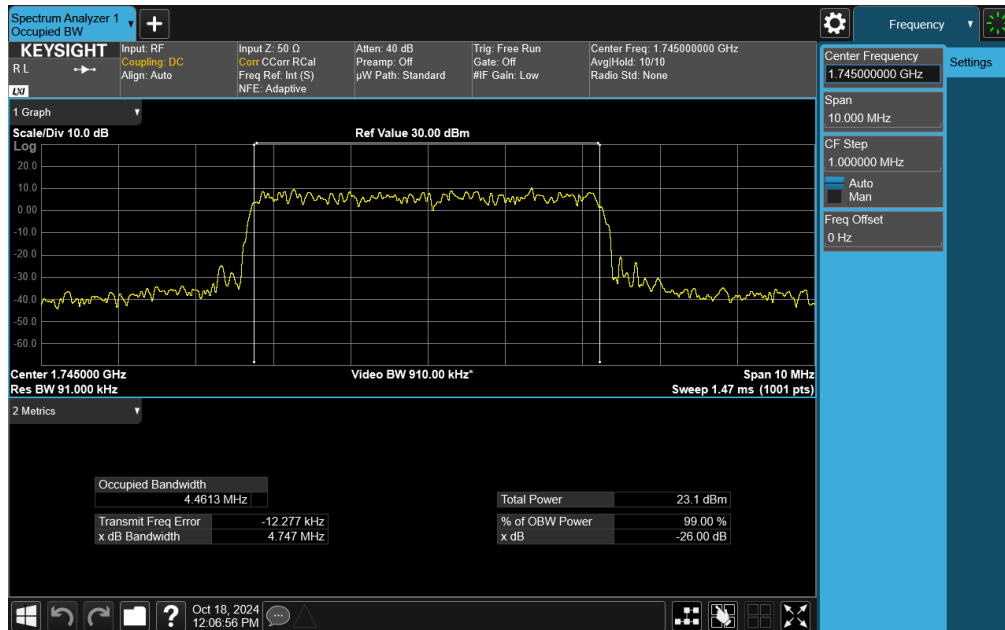 Spectrum Analyzer 1
Occupied BW
Frequency
KEYSIGHT
R L
LXI
Input: RF
Coupling: DC
Align: Auto
Input Z: 50 Ω
Corr CCorr RCal
Freq Ref: Int (S)
NFE: Adaptive
Atten: 40 dB
Preamp: Off
µW Path: Standard
Trig: Free Run
Gate: Off
#IF Gain: Low
Center Freq: 1.745000000 GHz
Avg|Hold: 10/10
Radio Std: None
Center Frequency
1.745000000 GHz
Settings
Span
10.000 MHz
CF Step
1.000000 MHz
Auto
Man
Freq Offset
0 Hz
1 Graph
Scale/Div 10.0 dB
Ref Value 30.00 dBm
Log
20.0
10.0
0.00
-10.0
-20.0
-30.0
-40.0
-50.0
-60.0
Center 1.745000 GHz
Video BW 910.00 kHz*
Span 10 MHz
Res BW 91.000 kHz
Sweep 1.47 ms (1001 pts)
2 Metrics
Occupied Bandwidth
4.4613 MHz
Total Power 23.1 dBm
Transmit Freq Error -12.277 kHz
% of OBW Power 99.00 %
x dB Bandwidth 4.747 MHz
x dB -26.00 dB
?
Oct 18, 2024
12:06:56 PM